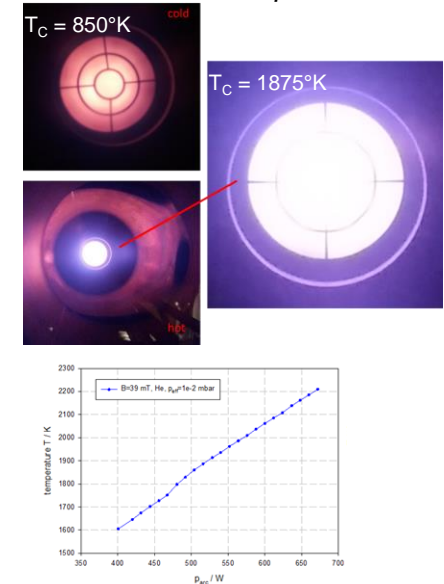 T_C = 850°K
cold
T_C = 1875°K
hot
2300
2200
2100
2000
1900
1800
1700
1600
1500
temperature T / K
B=39 mT, He, p_eff=1e-2 mbar
350 400 450 500 550 600 650 700
p_acc / W